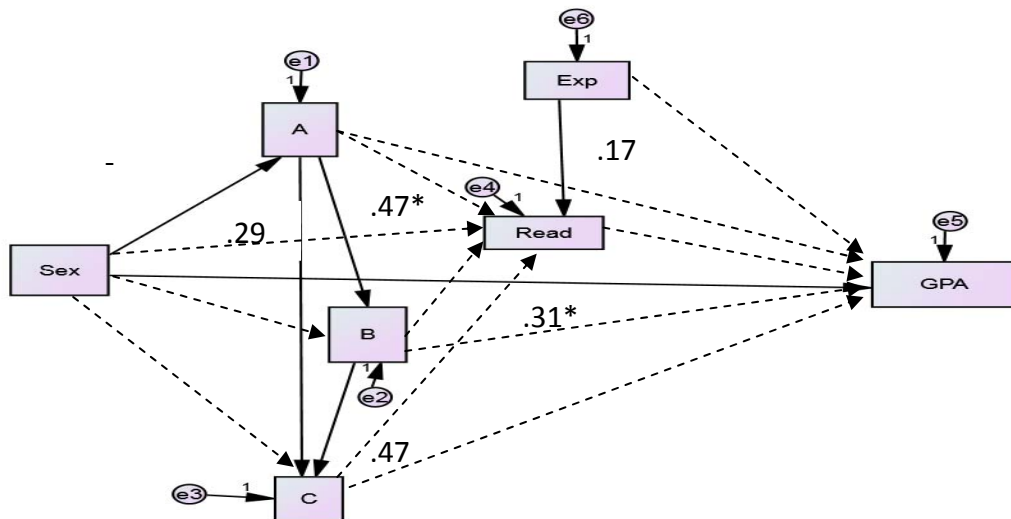 e6
1
Exp
e1
1
A
-
.17
e4
1
.47*
.29
Read
e5
1
Sex
GPA
.31*
B
1
e2
.47
e3
1
C